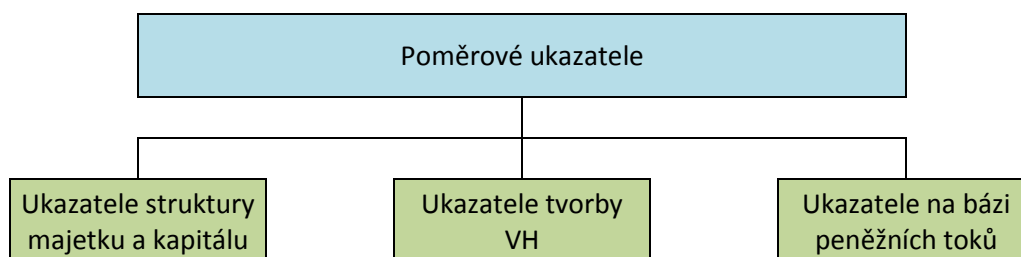 Poměrové ukazatele
Ukazatele struktury
majetku a kapitálu
Ukazatele tvorby
VH
Ukazatele na bázi
peněžních toků